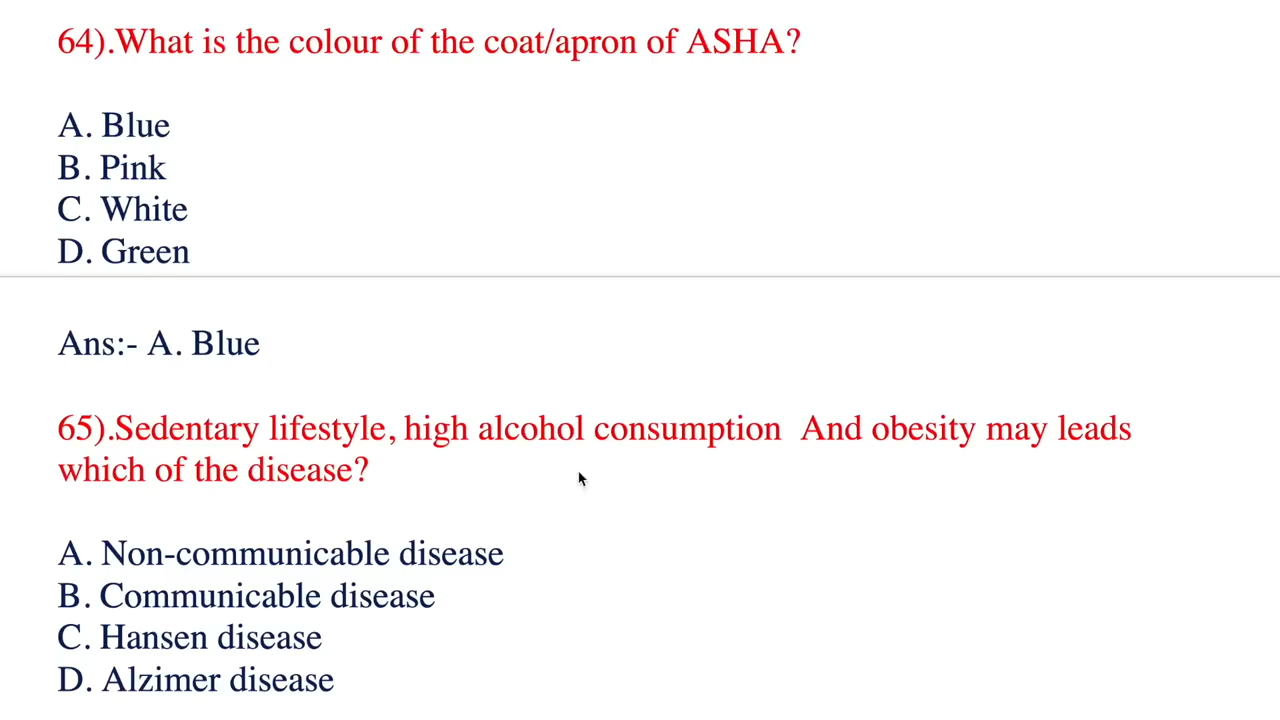 64).What is the colour of the coat/apron of ASHA?
A. Blue
B. Pink
C. White
D. Green
Ans:- A. Blue
65).Sedentary lifestyle, high alcohol consumption  And obesity may leads
which of the disease?
A. Non-communicable disease
B. Communicable disease
C. Hansen disease
D. Alzimer disease